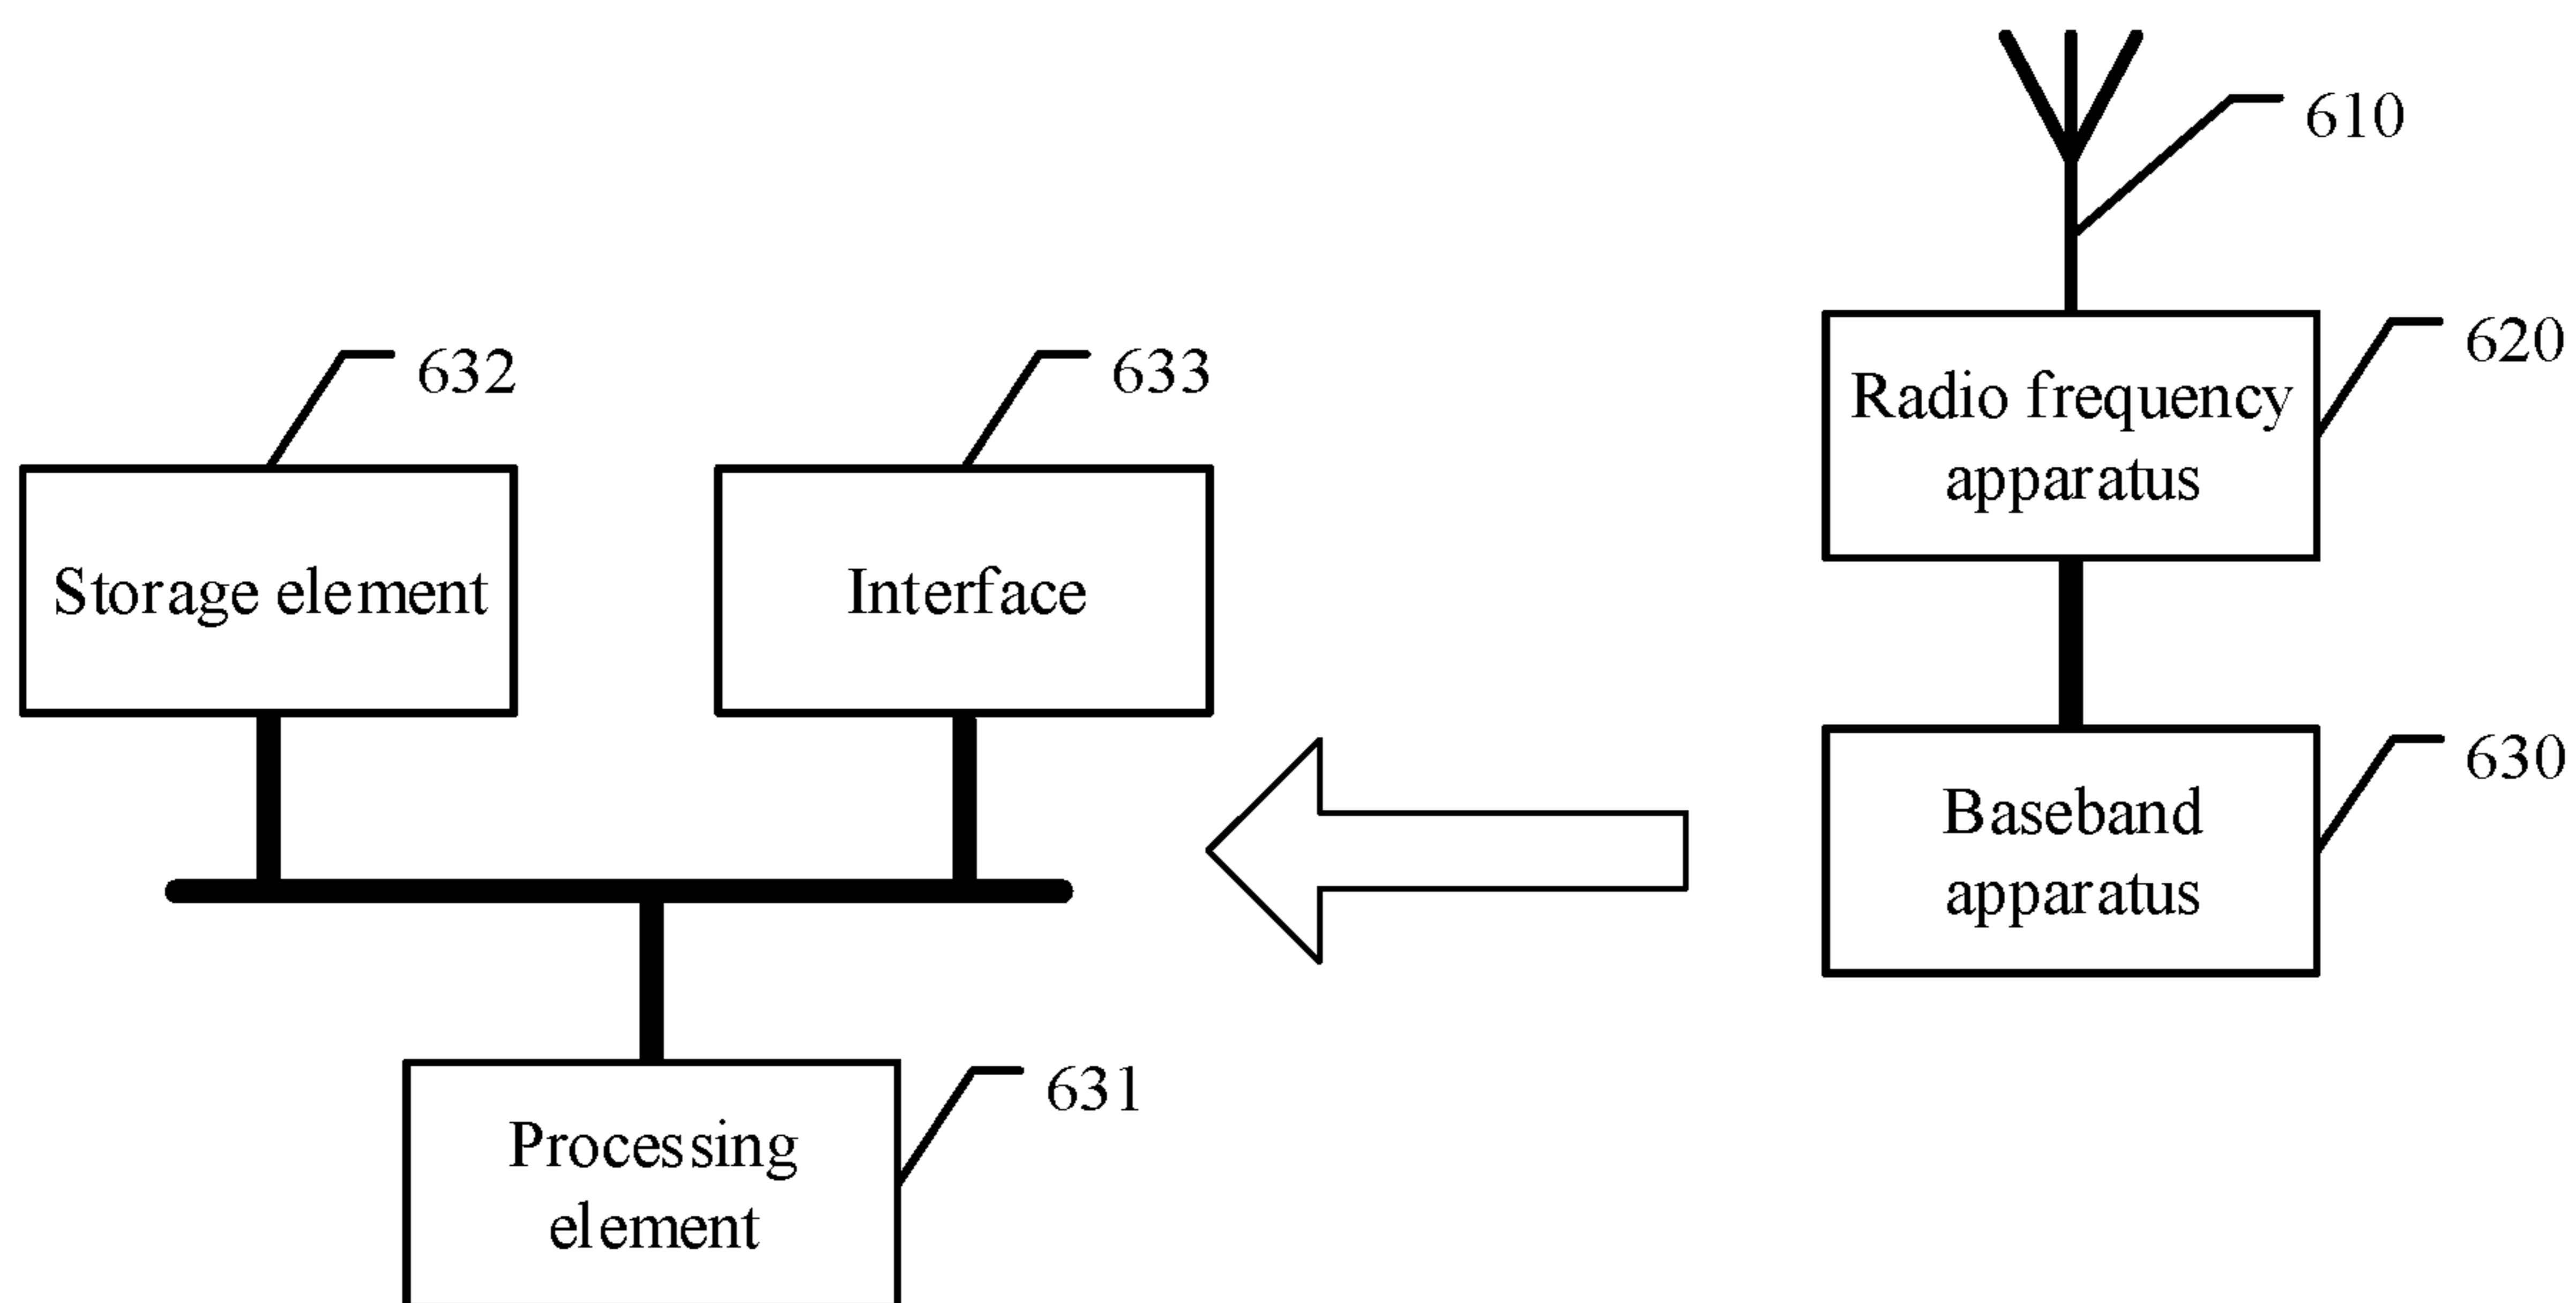 610
620
Radio frequency
apparatus
632
633
Storage element
Interface
630
Baseband
apparatus
631
Processing
element